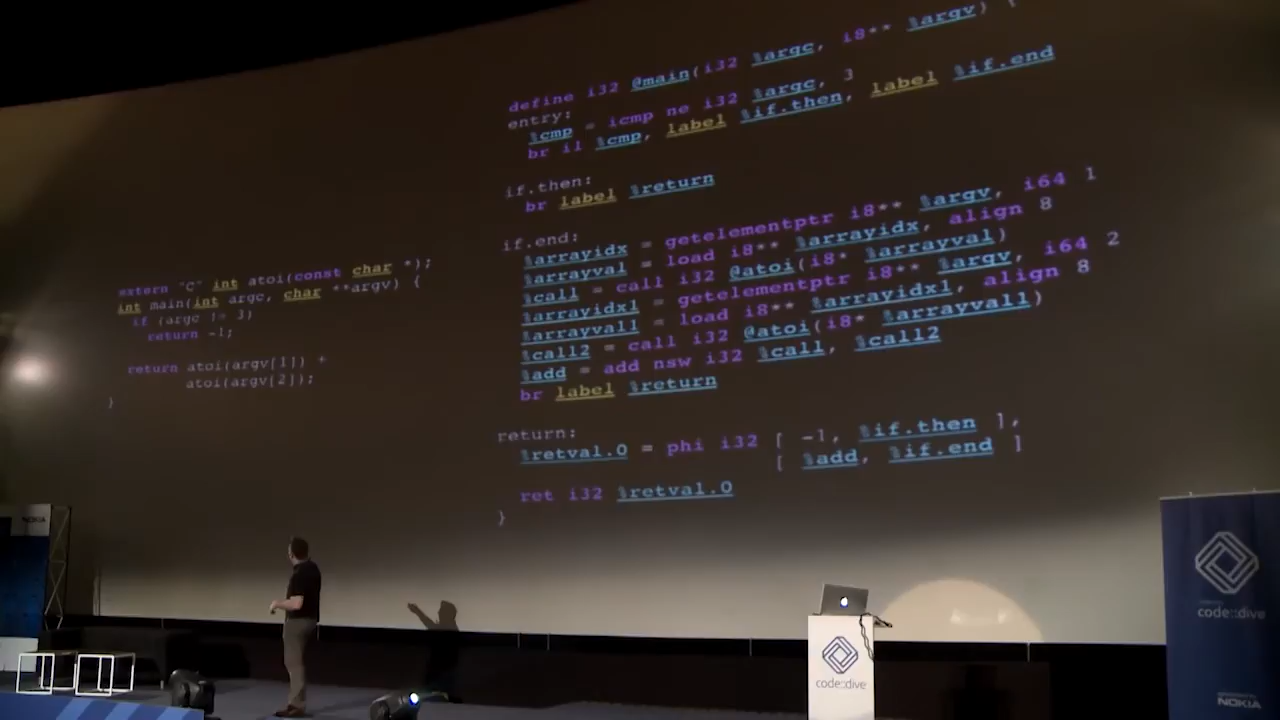 extern "C" int atoi(const char *);
int main(int argc, char **argv) {
if (argc != 3)
return -1;
return atoi(argv[1]) +
atoi(argv[2]);
}
define i32 @main(i32 %argc, i8** %argv) {
entry:
%cmp = icmp ne i32 %argc, 3
br i1 %cmp, label %if.then, label %if.end
if.then:
br label %return
if.end:
%arrayidx = getelementptr i8** %argv, i64 1
%arrayval = load i8** %arrayidx, align 8
%call = call i32 @atoi(i8* %arrayval)
%arrayidx1 = getelementptr i8** %argv, i64 2
%arrayval1 = load i8** %arrayidx1, align 8
%call2 = call i32 @atoi(i8* %arrayval1)
%add = add nsw i32 %call, %call2
br label %return
return:
%retval.0 = phi i32 [ -1, %if.then ],
[ %add, %if.end ]
ret i32 %retval.0
}
NOKIA
code::dive
code::dive
NOKIA